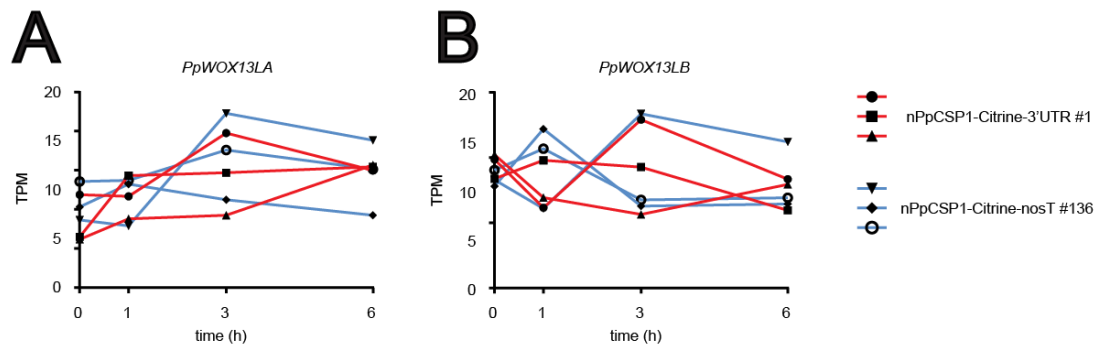 A
B
PpWOX13LA
PpWOX13LB
20
15
10
5
0
TPM
0 1 3 6
time (h)
20
15
10
5
0
TPM
0 1 3 6
time (h)
nPpCSP1-Citrine-3'UTR #1
nPpCSP1-Citrine-nosT #136